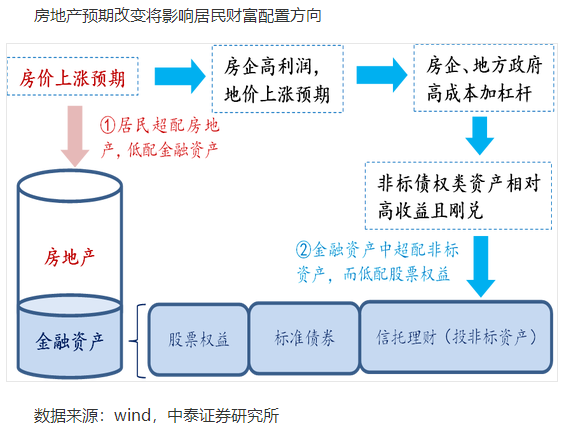 房地产预期改变将影响居民财富配置方向
房价上涨预期
房企高利润，
地价上涨预期
房企、地方政府
高成本加杠杆
①居民超配房地
产，低配金融资产
非标债权类资产相对
高收益且刚兑
②金融资产中超配非标
资产，而低配股票权益
房地产
金融资产
股票权益
标准债券
信托理财（投非标资产）
数据来源：wind，中泰证券研究所